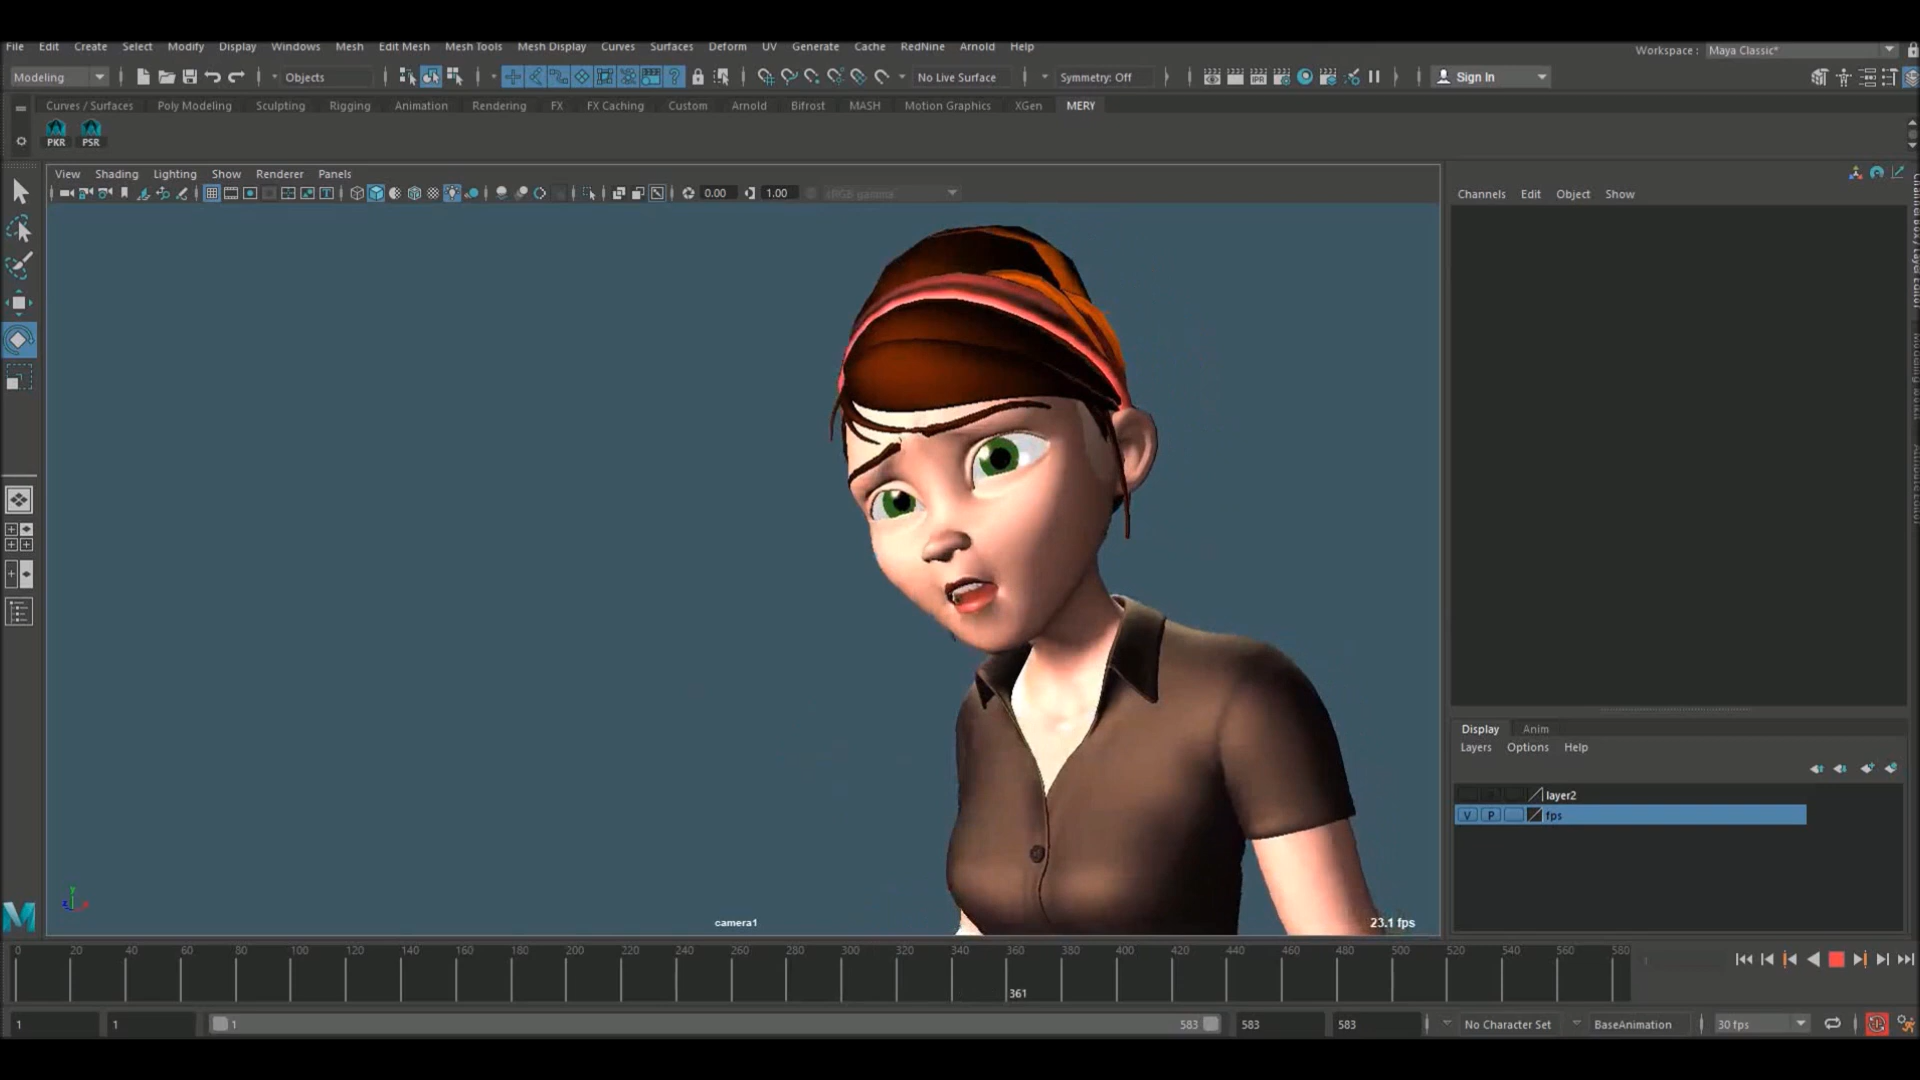 File Edit Create Select Modify Display Windows Mesh Edit Mesh Mesh Tools Mesh Display Curves Surfaces Deform UV Generate Cache RedNine Arnold Help
Workspace : Maya Classic*
Modeling Objects No Live Surface Symmetry: Off Sign In
Curves / Surfaces Poly Modeling Sculpting Rigging Animation Rendering FX FX Caching Custom Arnold Bifrost MASH Motion Graphics XGen MERY
PKR PSR
View Shading Lighting Show Renderer Panels
0.00 1.00 sRGB gamma
Channels Edit Object Show
Display Anim
Layers Options Help
layer2
V P fps
camera1
23.1 fps
0 20 40 60 80 100 120 140 160 180 200 220 240 260 280 300 320 340 360 380 400 420 440 460 480 500 520 540 560 580
361
1 1 1 583 583 583 No Character Set BaseAnimation 30 fps